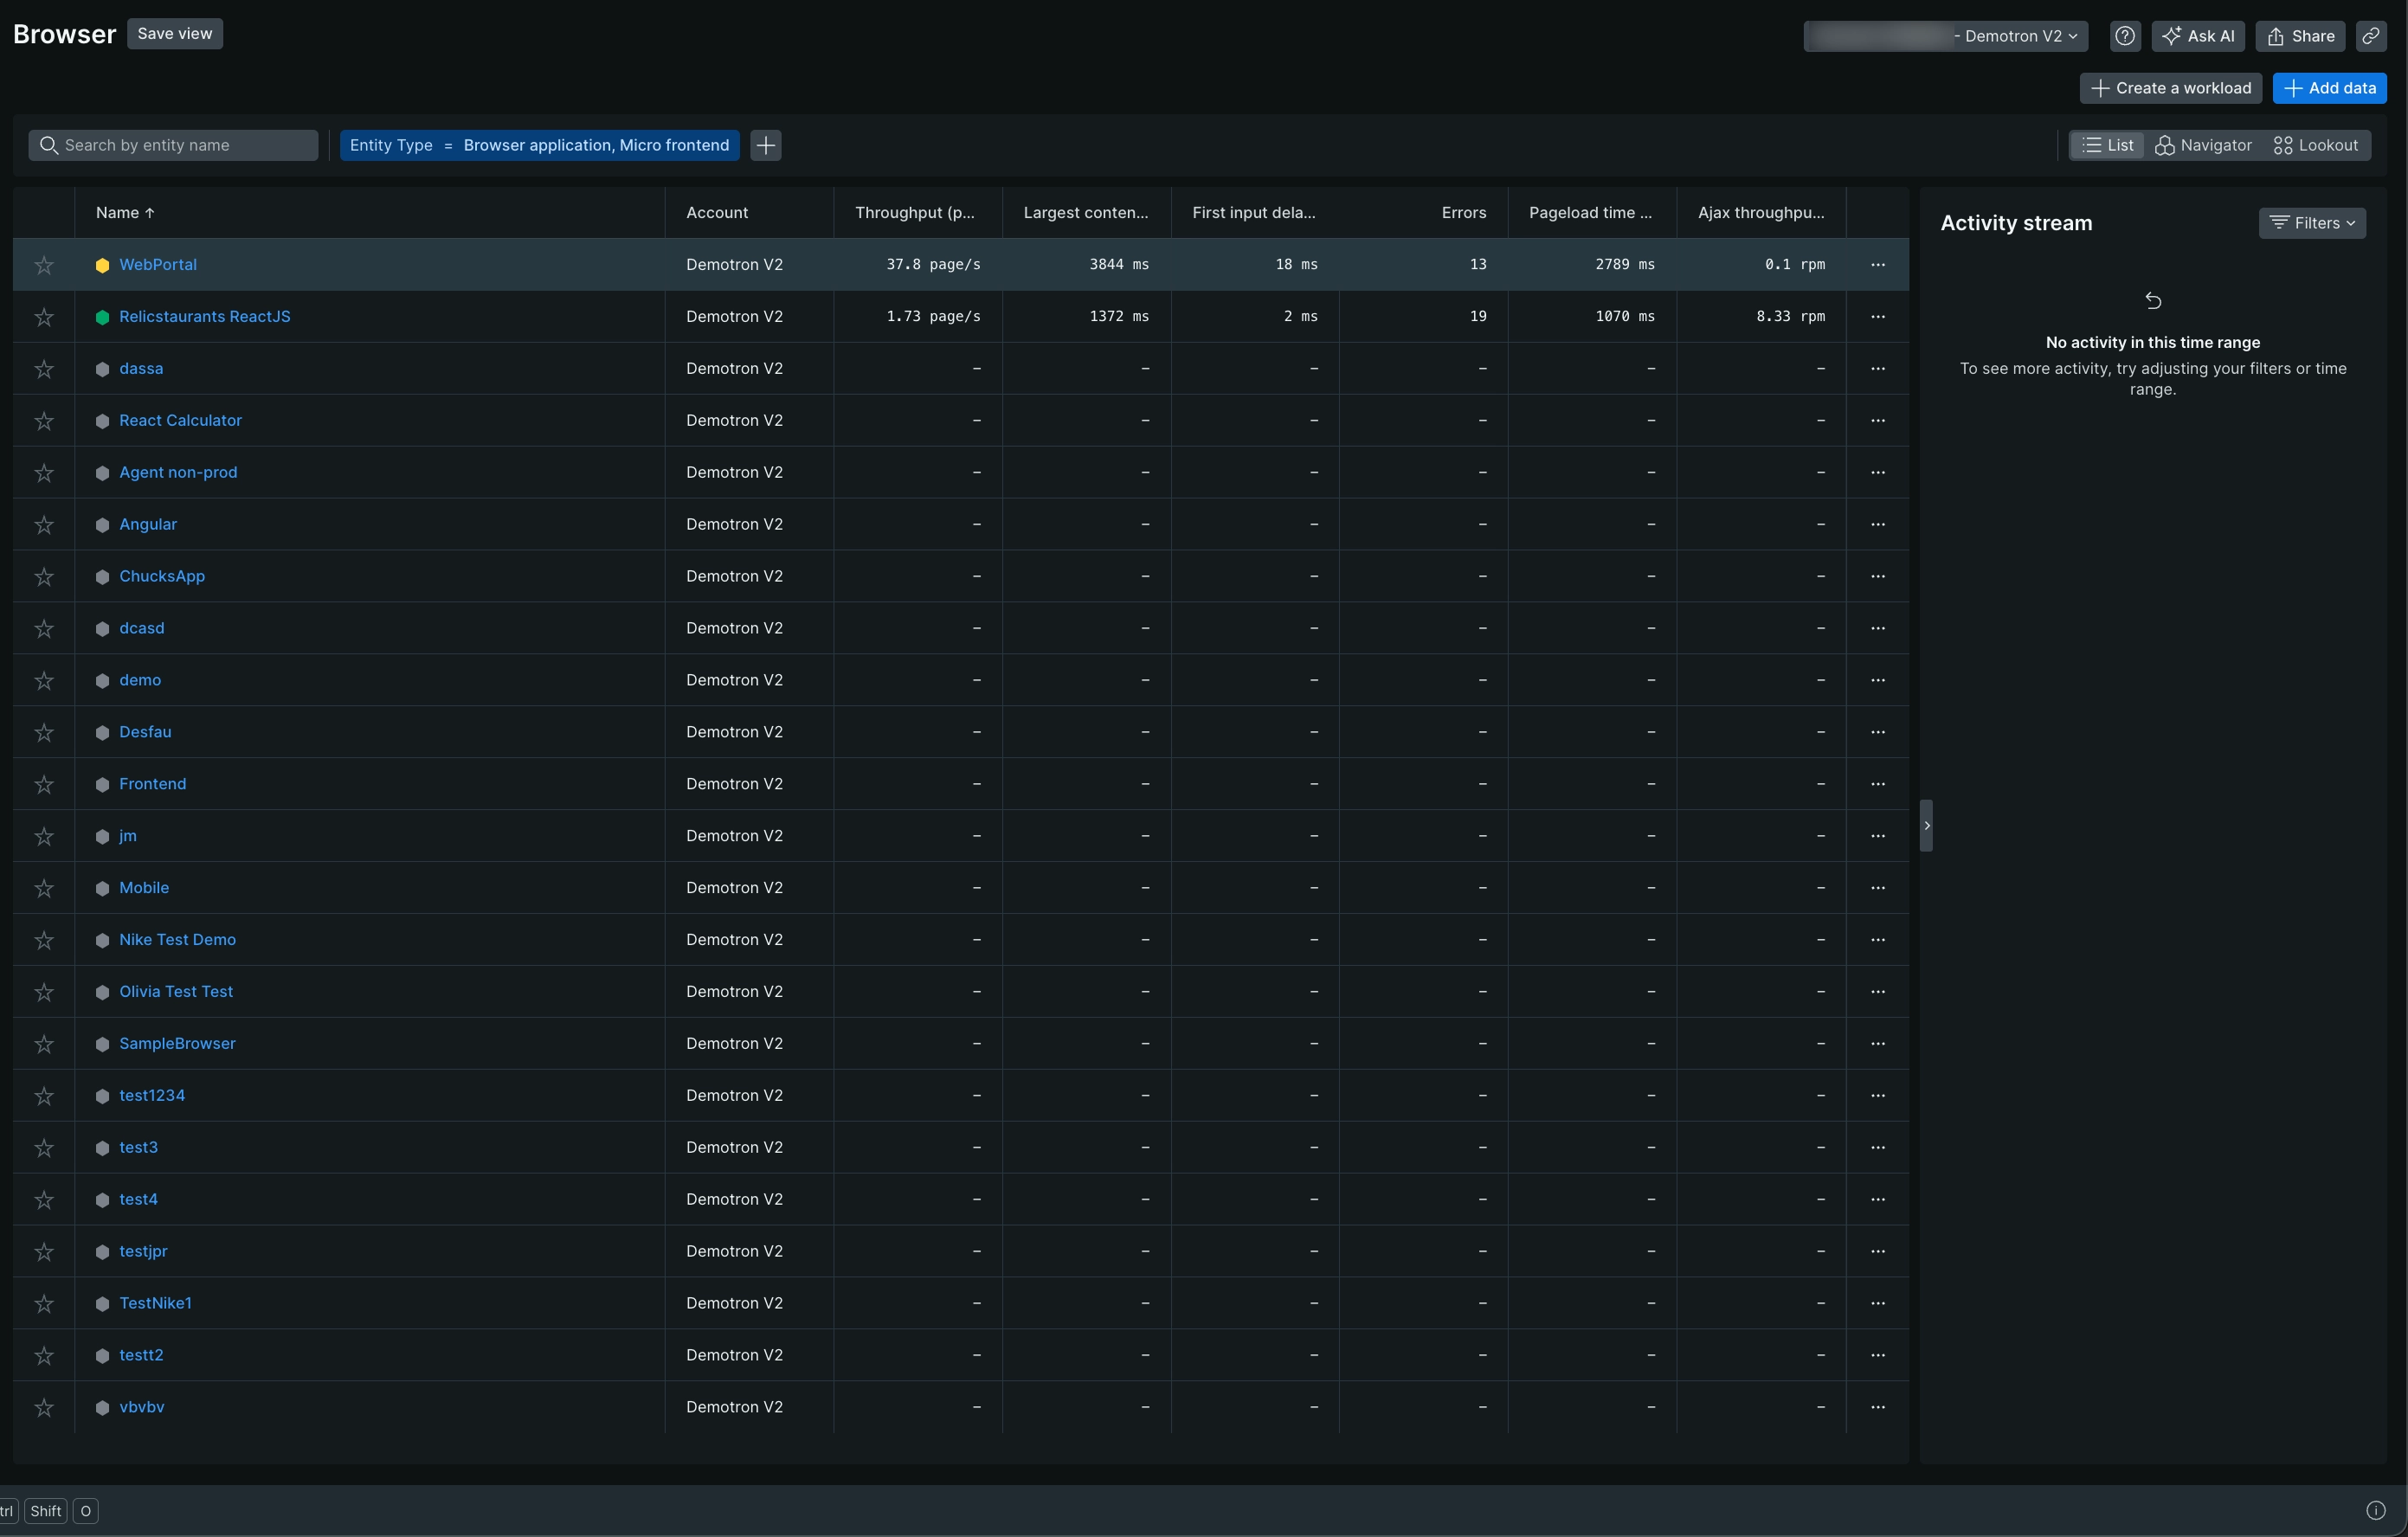 Browser Save view
- Demotron V2 Ask AI Share
Create a workload Add data
Search by entity name Entity Type = Browser application, Micro frontend List Navigator Lookout
Name ↑ Account Throughput (p... Largest conten... First input dela... Errors Pageload time ... Ajax throughpu...
WebPortal Demotron V2 37.8 page/s 3844 ms 18 ms 13 2789 ms 0.1 rpm ...
Relicstaurants ReactJS Demotron V2 1.73 page/s 1372 ms 2 ms 19 1070 ms 8.33 rpm ...
dassa Demotron V2 – – – – – – ...
React Calculator Demotron V2 – – – – – – ...
Agent non-prod Demotron V2 – – – – – – ...
Angular Demotron V2 – – – – – – ...
ChucksApp Demotron V2 – – – – – – ...
dcasd Demotron V2 – – – – – – ...
demo Demotron V2 – – – – – – ...
Desfau Demotron V2 – – – – – – ...
Frontend Demotron V2 – – – – – – ...
jm Demotron V2 – – – – – – ...
Mobile Demotron V2 – – – – – – ...
Nike Test Demo Demotron V2 – – – – – – ...
Olivia Test Test Demotron V2 – – – – – – ...
SampleBrowser Demotron V2 – – – – – – ...
test1234 Demotron V2 – – – – – – ...
test3 Demotron V2 – – – – – – ...
test4 Demotron V2 – – – – – – ...
testjpr Demotron V2 – – – – – – ...
TestNike1 Demotron V2 – – – – – – ...
testt2 Demotron V2 – – – – – – ...
vbvbv Demotron V2 – – – – – – ...
Activity stream Filters
No activity in this time range
To see more activity, try adjusting your filters or time
range.
trl Shift O